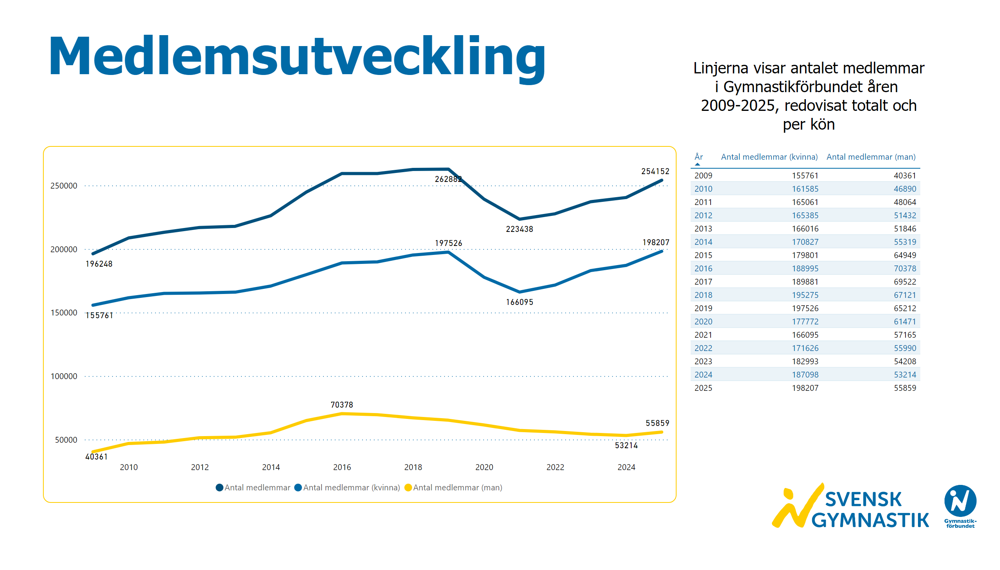 Medlemsutveckling
Linjerna visar antalet medlemmar
i Gymnastikförbundet åren
2009-2025, redovisat totalt och
per kön
250000
200000
150000
100000
50000
254152
262882
223438
196248
197526
198207
166095
155761
70378
55859
53214
40361
2010 2012 2014 2016 2018 2020 2022 2024
Antal medlemmar Antal medlemmar (kvinna) Antal medlemmar (man)
År Antal medlemmar (kvinna) Antal medlemmar (man)
2009 155761 40361
2010 161585 46890
2011 165061 48064
2012 165385 51432
2013 166016 51846
2014 170827 55319
2015 179801 64949
2016 188995 70378
2017 189881 69522
2018 195275 67121
2019 197526 65212
2020 177772 61471
2021 166095 57165
2022 171626 55990
2023 182993 54208
2024 187098 53214
2025 198207 55859
SVENSK
GYMNASTIK
Gymnastik-
förbundet